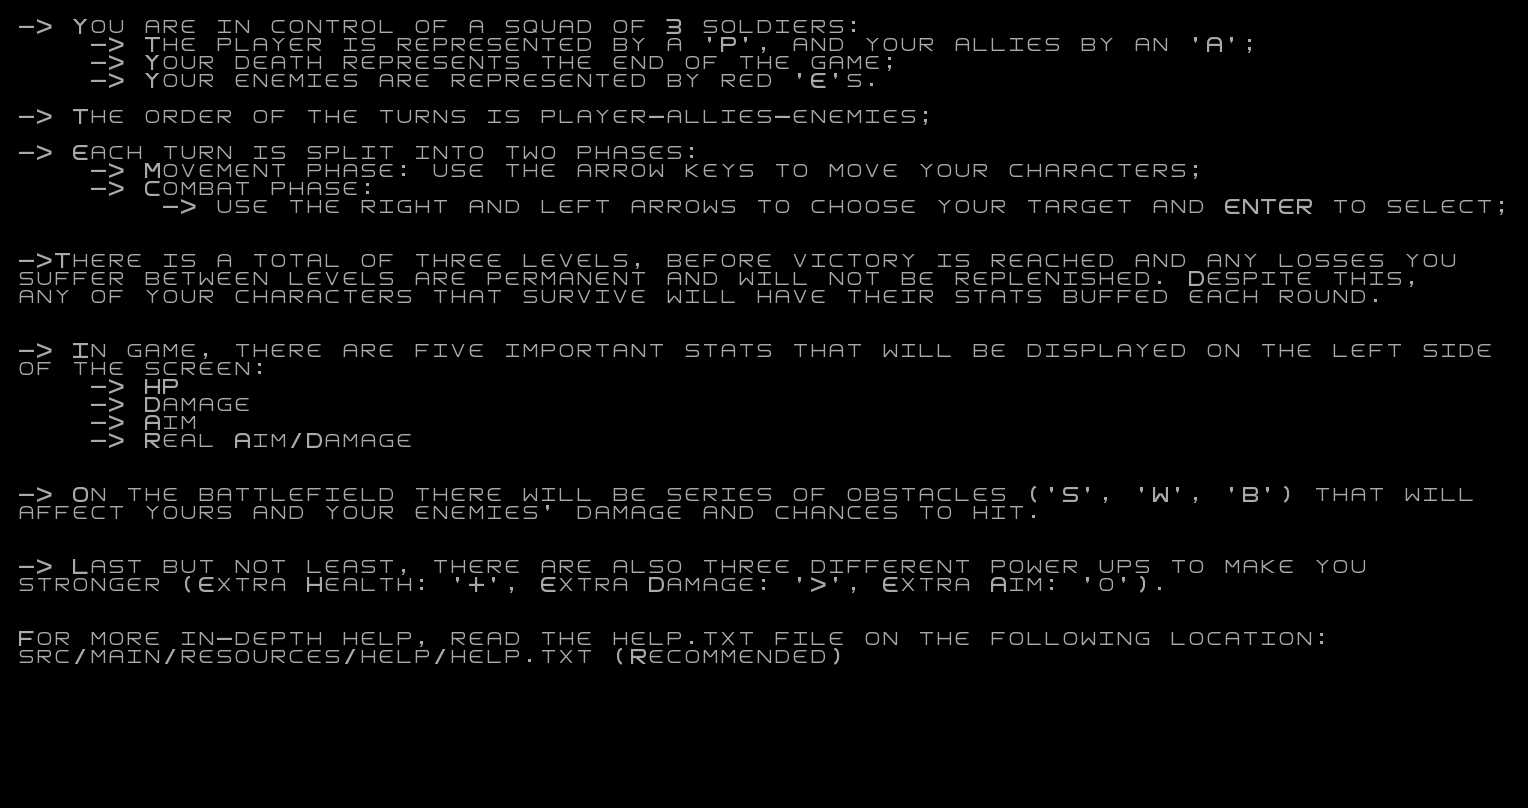 -> You are in control of a squad of 3 soldiers:
-> The player is represented by a 'P', and your allies by an 'A';
-> Your death represents the end of the game;
-> Your enemies are represented by red 'E's.
-> The order of the turns is player-allies-enemies;
-> Each turn is split into two phases:
-> Movement phase: use the arrow keys to move your characters;
-> Combat phase:
-> use the right and left arrows to choose your target and ENTER to select;
->There is a total of three levels, before victory is reached and any losses you
suffer between levels are permanent and will not be replenished. Despite this,
any of your characters that survive will have their stats buffed each round.
-> In game, there are five important stats that will be displayed on the left side
of the screen:
-> HP
-> Damage
-> Aim
-> Real Aim/Damage
-> On the battlefield there will be series of obstacles ('S', 'W', 'B') that will
affect yours and your enemies' damage and chances to hit.
-> Last but not least, there are also three different power ups to make you
stronger (Extra Health: '+', Extra Damage: '>', Extra Aim: 'o').
For more in-depth help, read the help.txt file on the following location:
src/main/resources/help/help.txt (Recommended)